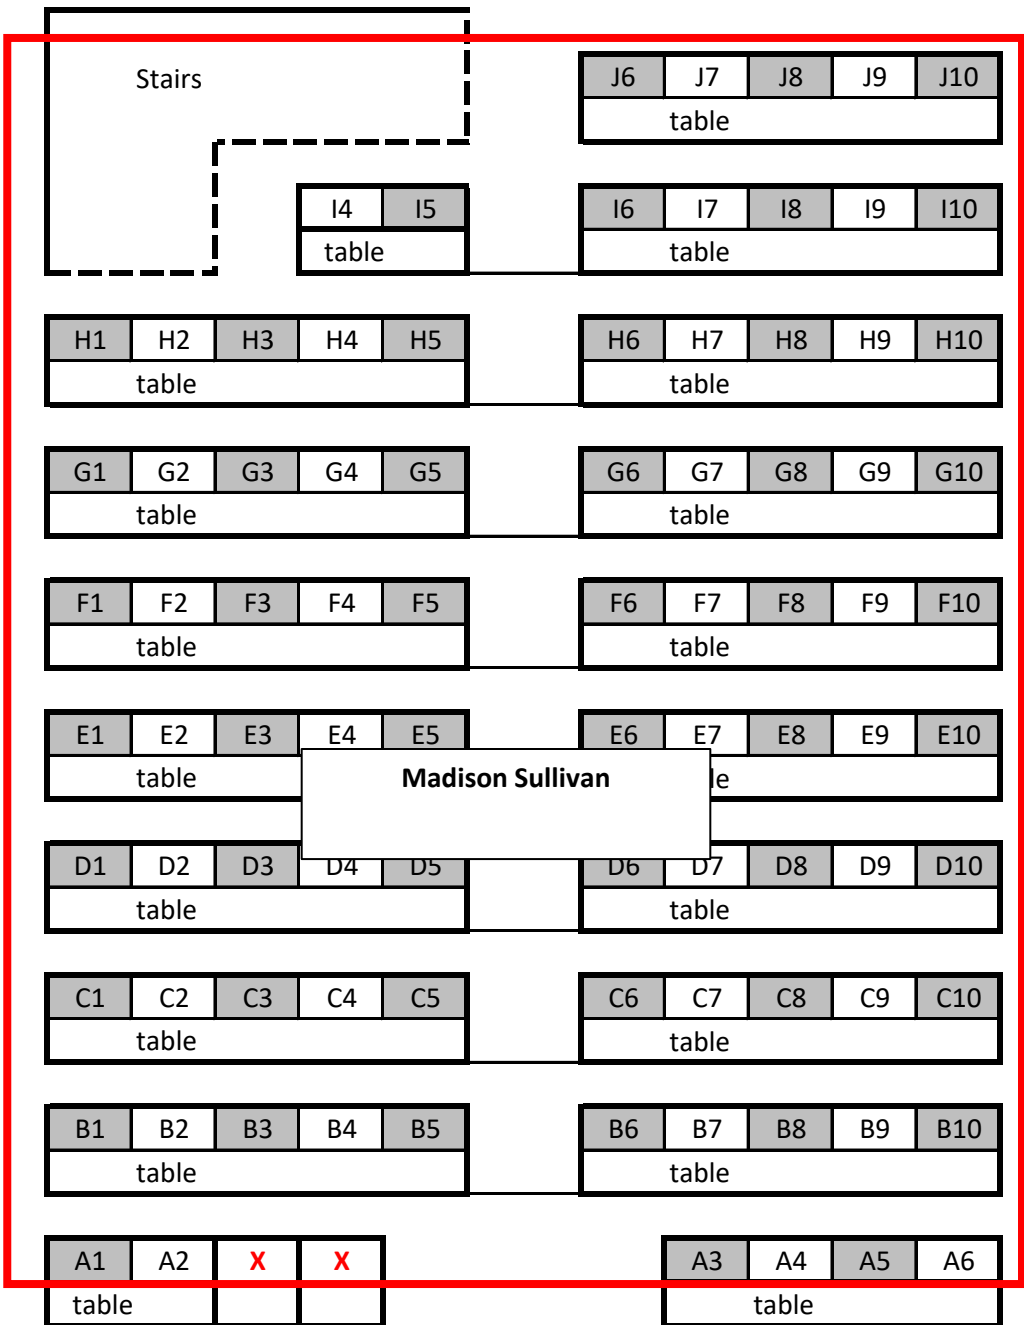 Stairs
J6 J7 J8 J9 J10
table
I4 I5 I6 I7 I8 I9 I10
table table
H1 H2 H3 H4 H5 H6 H7 H8 H9 H10
table table
G1 G2 G3 G4 G5 G6 G7 G8 G9 G10
table table
F1 F2 F3 F4 F5 F6 F7 F8 F9 F10
table table
E1 E2 E3 E4 E5 E6 E7 E8 E9 E10
table Madison Sullivan le
D1 D2 D3 D4 D5 D6 D7 D8 D9 D10
table table
C1 C2 C3 C4 C5 C6 C7 C8 C9 C10
table table
B1 B2 B3 B4 B5 B6 B7 B8 B9 B10
table table
A1 A2 X X A3 A4 A5 A6
table table